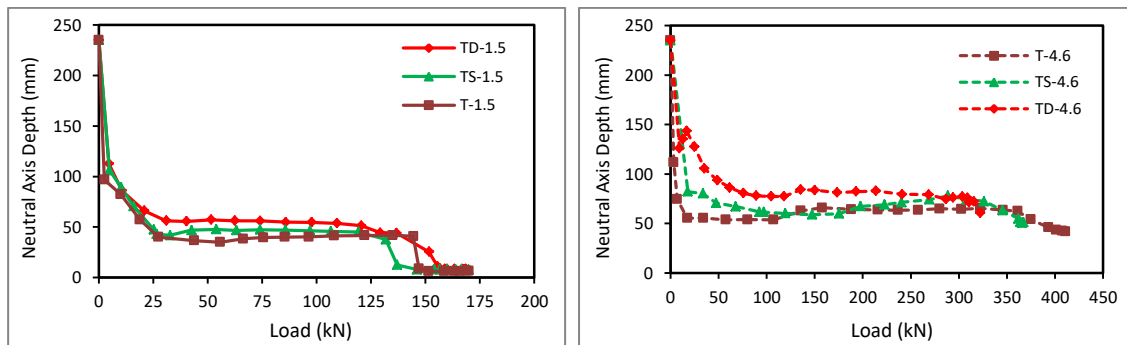 250
200
150
100
50
0
0 25 50 75 100 125 150 175 200
Neutral Axis Depth (mm)
Load (kN)
TD-1.5
TS-1.5
T-1.5
250
200
150
100
50
0
0 50 100 150 200 250 300 350 400 450
Neutral Axis Depth (mm)
Load (kN)
T-4.6
TS-4.6
TD-4.6